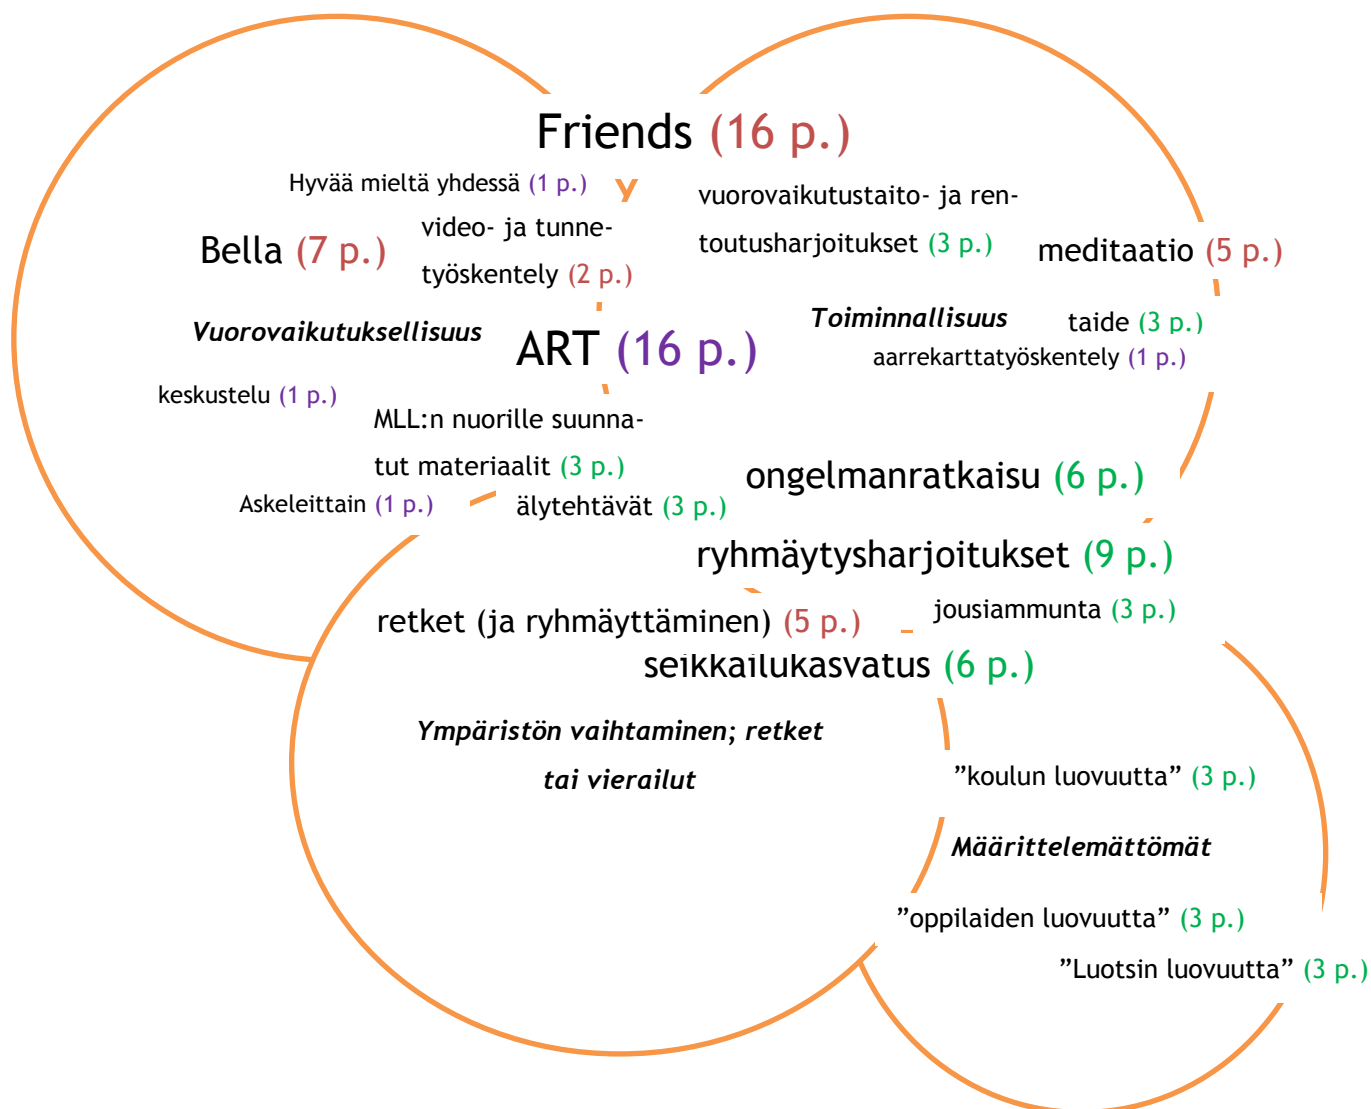 Friends (16 p.)
Hyvää mieltä yhdessä (1 p.)
vuorovaikutustaito- ja ren-
toutusharjoitukset (3 p.)
video- ja tunne-
työskentely (2 p.)
Bella (7 p.)
meditaatio (5 p.)
Vuorovaikutuksellisuus
Toiminnallisuus
taide (3 p.)
ART (16 p.)
aarrekarttatyöskentely (1 p.)
keskustelu (1 p.)
MLL:n nuorille suunna-
tut materiaalit (3 p.)
ongelmanratkaisu (6 p.)
Askeleittain (1 p.)
älytehtävät (3 p.)
ryhmäytysharjoitukset (9 p.)
retket (ja ryhmäyttäminen) (5 p.)
jousiammunta (3 p.)
seikkailukasvatus (6 p.)
Ympäristön vaihtaminen; retket
tai vierailut
”koulun luovuutta” (3 p.)
Määrittelemättömät
”oppilaiden luovuutta” (3 p.)
”Luotsin luovuutta” (3 p.)